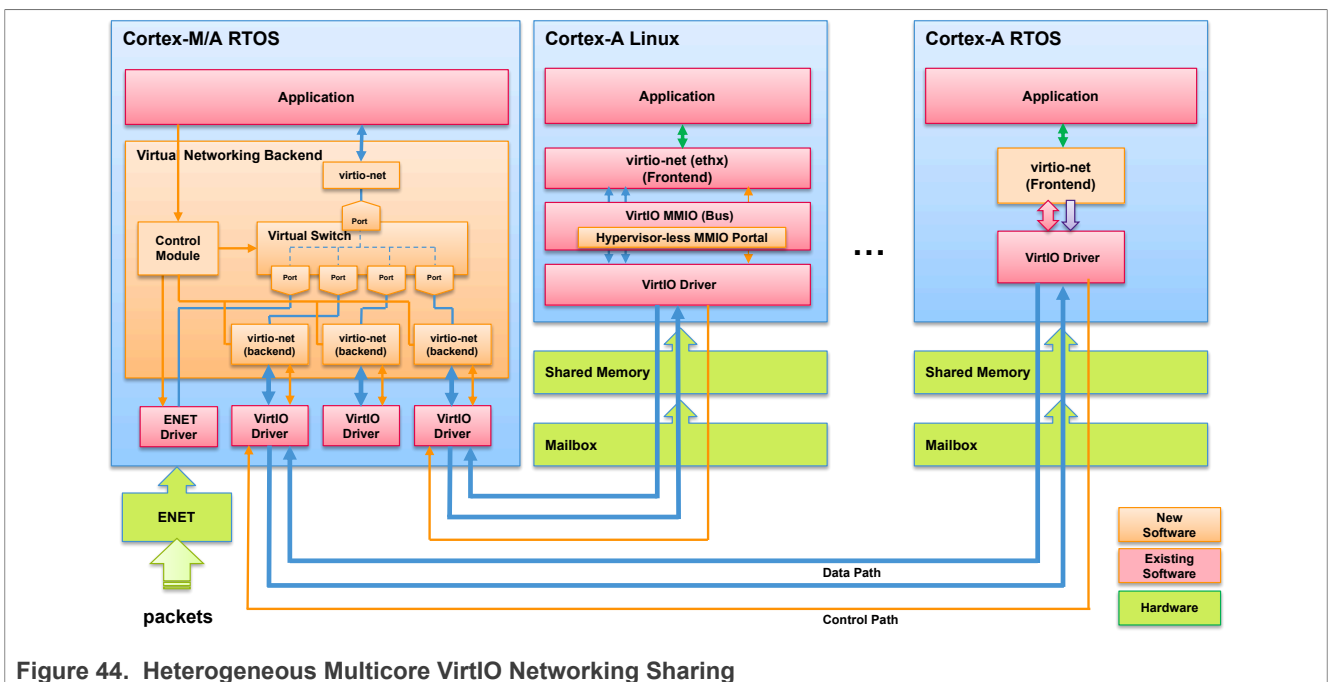 Cortex-M/A RTOS
Application
Virtual Networking Backend
virtio-net
Port
Control
Module
Virtual Switch
Port
Port
Port
Port
virtio-net
(backend)
virtio-net
(backend)
virtio-net
(backend)
ENET
Driver
VirtIO
Driver
VirtIO
Driver
VirtIO
Driver
ENET
packets
Cortex-A Linux
Application
virtio-net (ethx)
(Frontend)
VirtIO MMIO (Bus)
Hypervisor-less MMIO Portal
VirtIO Driver
Shared Memory
Mailbox
...
Cortex-A RTOS
Application
virtio-net
(Frontend)
VirtIO Driver
Shared Memory
Mailbox
Data Path
Control Path
New
Software
Existing
Software
Hardware
Figure 44. Heterogeneous Multicore VirtIO Networking Sharing